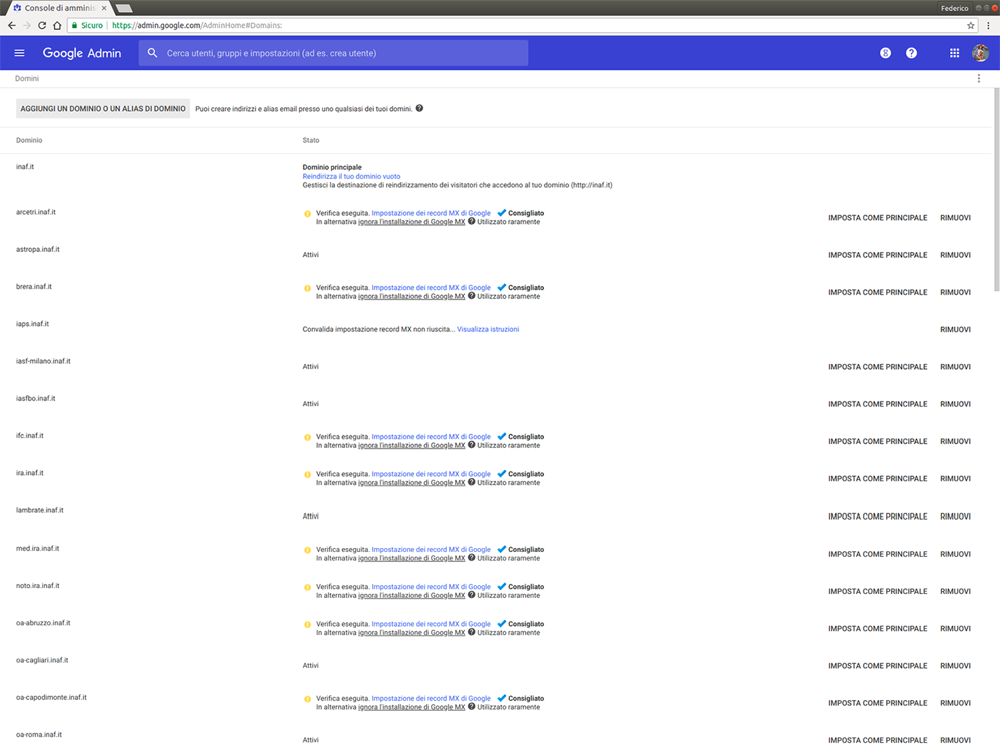 Console di amminis
Federico
Sicuro
https://admin.google.com/AdminHome#Domains:
Google Admin
Cerca utenti, gruppi e impostazioni (ad es. crea utente)
8
Domini
AGGIUNGI UN DOMINIO O UN ALIAS DI DOMINIO
Puoi creare indirizzi e alias email presso uno qualsiasi dei tuoi domini.
Dominio
Stato
inaf.it
Dominio principale
Reindirizza il tuo dominio vuoto
Gestisci la destinazione di reindirizzamento dei visitatori che accedono al tuo dominio (http://inaf.it)
arcetri.inaf.it
Verifica eseguita. Impostazione dei record MX di Google Consigliato
In alternativa ignora l'installazione di Google MX Utilizzato raramente
IMPOSTA COME PRINCIPALE RIMUOVI
astropa.inaf.it
Attivi
IMPOSTA COME PRINCIPALE RIMUOVI
brera.inaf.it
Verifica eseguita. Impostazione dei record MX di Google Consigliato
In alternativa ignora l'installazione di Google MX Utilizzato raramente
IMPOSTA COME PRINCIPALE RIMUOVI
iaps.inaf.it
Convalida impostazione record MX non riuscita... Visualizza istruzioni
RIMUOVI
iasf-milano.inaf.it
Attivi
IMPOSTA COME PRINCIPALE RIMUOVI
iasfbo.inaf.it
Attivi
IMPOSTA COME PRINCIPALE RIMUOVI
ifc.inaf.it
Verifica eseguita. Impostazione dei record MX di Google Consigliato
In alternativa ignora l'installazione di Google MX Utilizzato raramente
IMPOSTA COME PRINCIPALE RIMUOVI
ira.inaf.it
Verifica eseguita. Impostazione dei record MX di Google Consigliato
In alternativa ignora l'installazione di Google MX Utilizzato raramente
IMPOSTA COME PRINCIPALE RIMUOVI
lambrate.inaf.it
Attivi
IMPOSTA COME PRINCIPALE RIMUOVI
med.ira.inaf.it
Verifica eseguita. Impostazione dei record MX di Google Consigliato
In alternativa ignora l'installazione di Google MX Utilizzato raramente
IMPOSTA COME PRINCIPALE RIMUOVI
noto.ira.inaf.it
Verifica eseguita. Impostazione dei record MX di Google Consigliato
In alternativa ignora l'installazione di Google MX Utilizzato raramente
IMPOSTA COME PRINCIPALE RIMUOVI
oa-abruzzo.inaf.it
Verifica eseguita. Impostazione dei record MX di Google Consigliato
In alternativa ignora l'installazione di Google MX Utilizzato raramente
IMPOSTA COME PRINCIPALE RIMUOVI
oa-cagliari.inaf.it
Attivi
IMPOSTA COME PRINCIPALE RIMUOVI
oa-capodimonte.inaf.it
Verifica eseguita. Impostazione dei record MX di Google Consigliato
In alternativa ignora l'installazione di Google MX Utilizzato raramente
IMPOSTA COME PRINCIPALE RIMUOVI
oa-roma.inaf.it
Attivi
IMPOSTA COME PRINCIPALE RIMUOVI